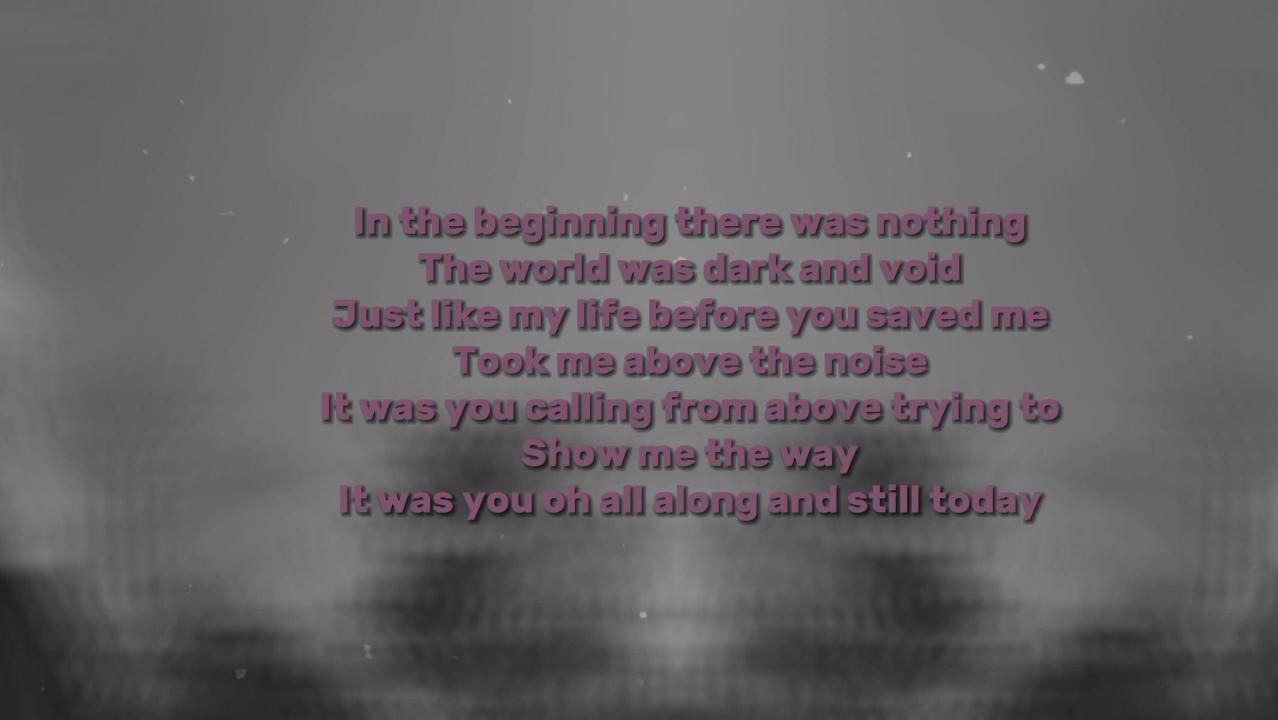 In the beginning there was nothing
The world was dark and void
Just like my life before you saved me
Took me above the noise
It was you calling from above trying to
Show me the way
It was you oh all along and still today